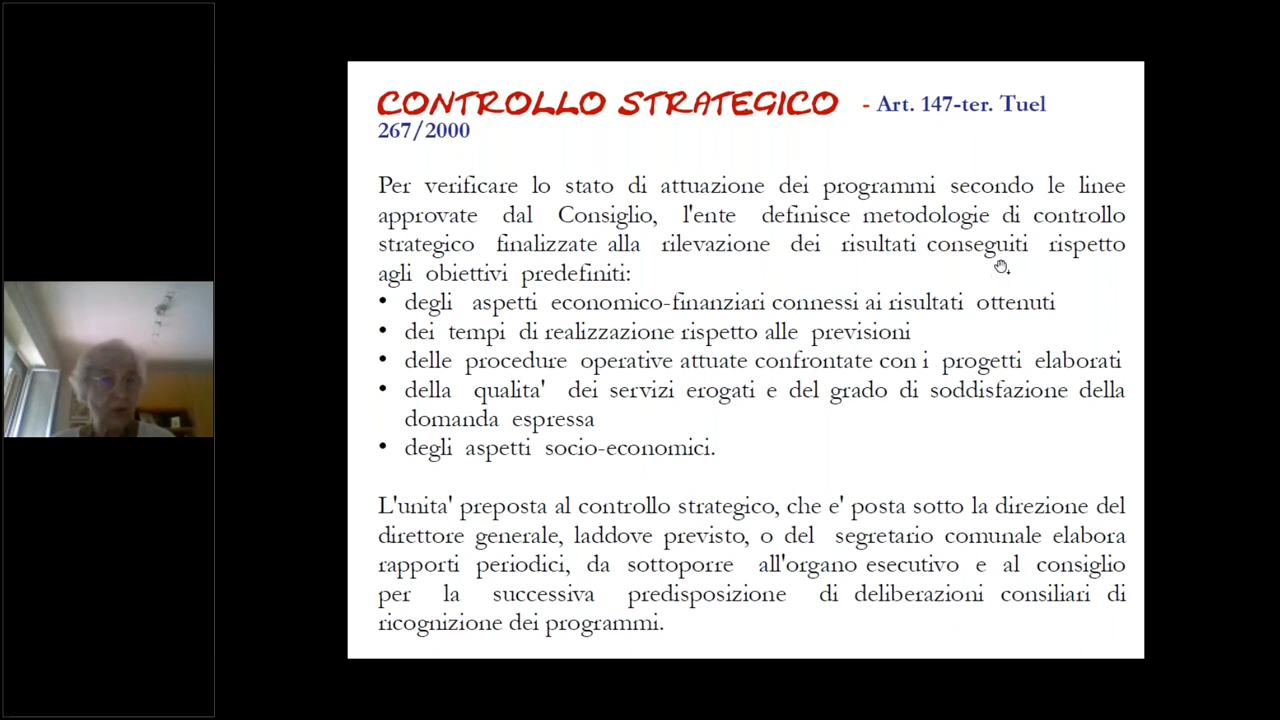 CONTROLLO STRATEGICO - Art. 147-ter. Tuel
267/2000
Per verificare lo stato di attuazione dei programmi secondo le linee
approvate dal Consiglio, l'ente definisce metodologie di controllo
strategico finalizzate alla rilevazione dei risultati conseguiti rispetto
agli obiettivi predefiniti:
• degli aspetti economico-finanziari connessi ai risultati ottenuti
• dei tempi di realizzazione rispetto alle previsioni
• delle procedure operative attuate confrontate con i progetti elaborati
• della qualita' dei servizi erogati e del grado di soddisfazione della
domanda espressa
• degli aspetti socio-economici.
L'unita' preposta al controllo strategico, che e' posta sotto la direzione del
direttore generale, laddove previsto, o del segretario comunale elabora
rapporti periodici, da sottoporre all'organo esecutivo e al consiglio
per la successiva predisposizione di deliberazioni consiliari di
ricognizione dei programmi.